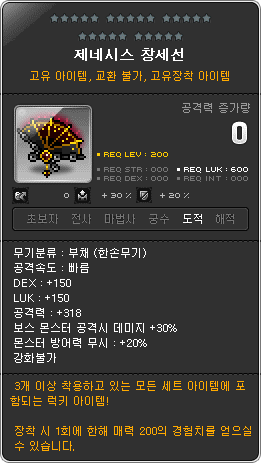 제네시스 창세선
고유 아이템, 교환 불가, 고유장착 아이템
공격력 증가량
0
REQ LEV : 200
REQ STR : 000 REQ LUK : 600
REQ DEX : 000 REQ INT : 000
0 + 30 % + 20 %
초보자 전사 마법사 궁수 도적 해적
무기분류 : 부채 (한손무기)
공격속도 : 빠름
DEX : +150
LUK : +150
공격력 : +318
보스 몬스터 공격시 데미지 +30%
몬스터 방어력 무시 : +20%
강화불가
3개 이상 착용하고 있는 모든 세트 아이템에 포
함되는 럭키 아이템!
장착 시 1회에 한해 매력 200의 경험치를 얻으실
수 있습니다.